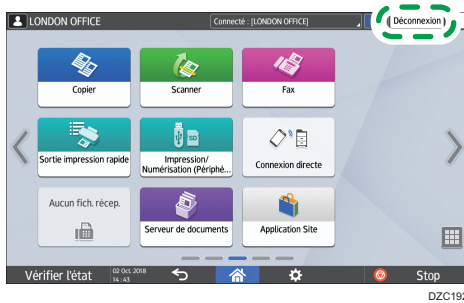 LONDON OFFICE
Connecté : [LONDON OFFICE]
Déconnexion
Copier
Scanner
Fax
Sortie impression rapide
Impression/
Numérisation (Périphé...
Connexion directe
Aucun fich. récep.
Serveur de documents
Application Site
Vérifier l'état
02 Oct. 2018
14 : 43
Stop
DZC192